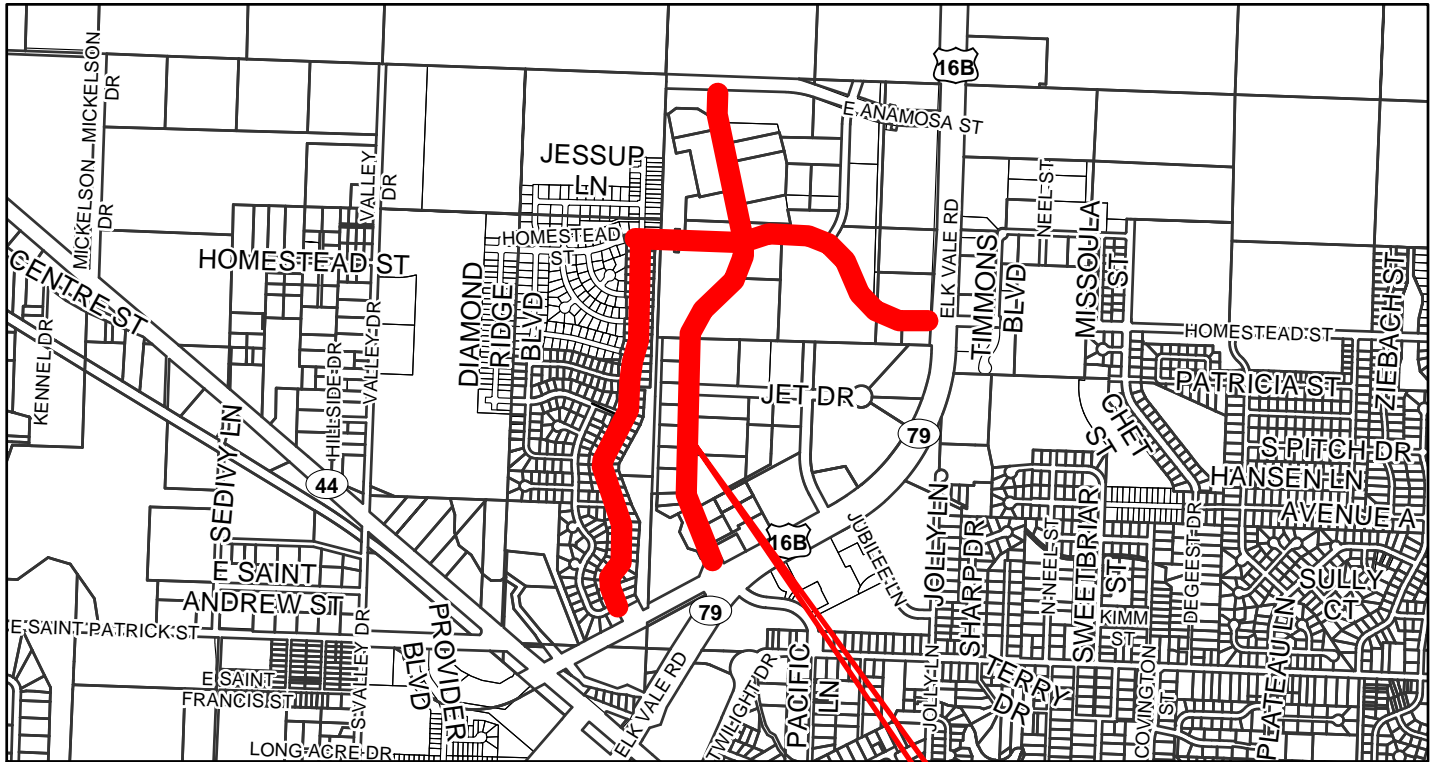 16B
MICKELSON
MICKELSON
DR
DR
E ANAMOSA ST
JESSUP
LN
VALLEY
DR
NEEL ST
ELK VALE RD
MISSOULA
ST
HOMESTEAD
ST
HOMESTEAD ST
CENTRE ST
DIAMOND
RIDGE
BLVD
TIMMONS
BLVD
ZIEBACH ST
HOMESTEAD ST
KENNEL DR
HILLSIDE DR
VALLEY DR
PATRICIA ST
JET DR
CHET
ST
79
S PITCH DR
HANSEN LN
AVENUE A
SEDIVY LN
44
16B
JUBILEE LN
JOLLY LN
SHARP DR
N NEEL ST
SWEETBRIAR
ST
DEGEEST DR
E SAINT
ANDREW ST
SULLY
CT
79
KIMM
ST
E SAINT PATRICK ST
S VALLEY DR
PROVIDER
BLVD
E SAINT
FRANCIS ST
ELK VALE RD
TWILIGHT DR
PACIFIC
LN
JOLLY LN
TERRY
DR
COVINGTON
ST
PLATEAU LN
LONG ACRE DR